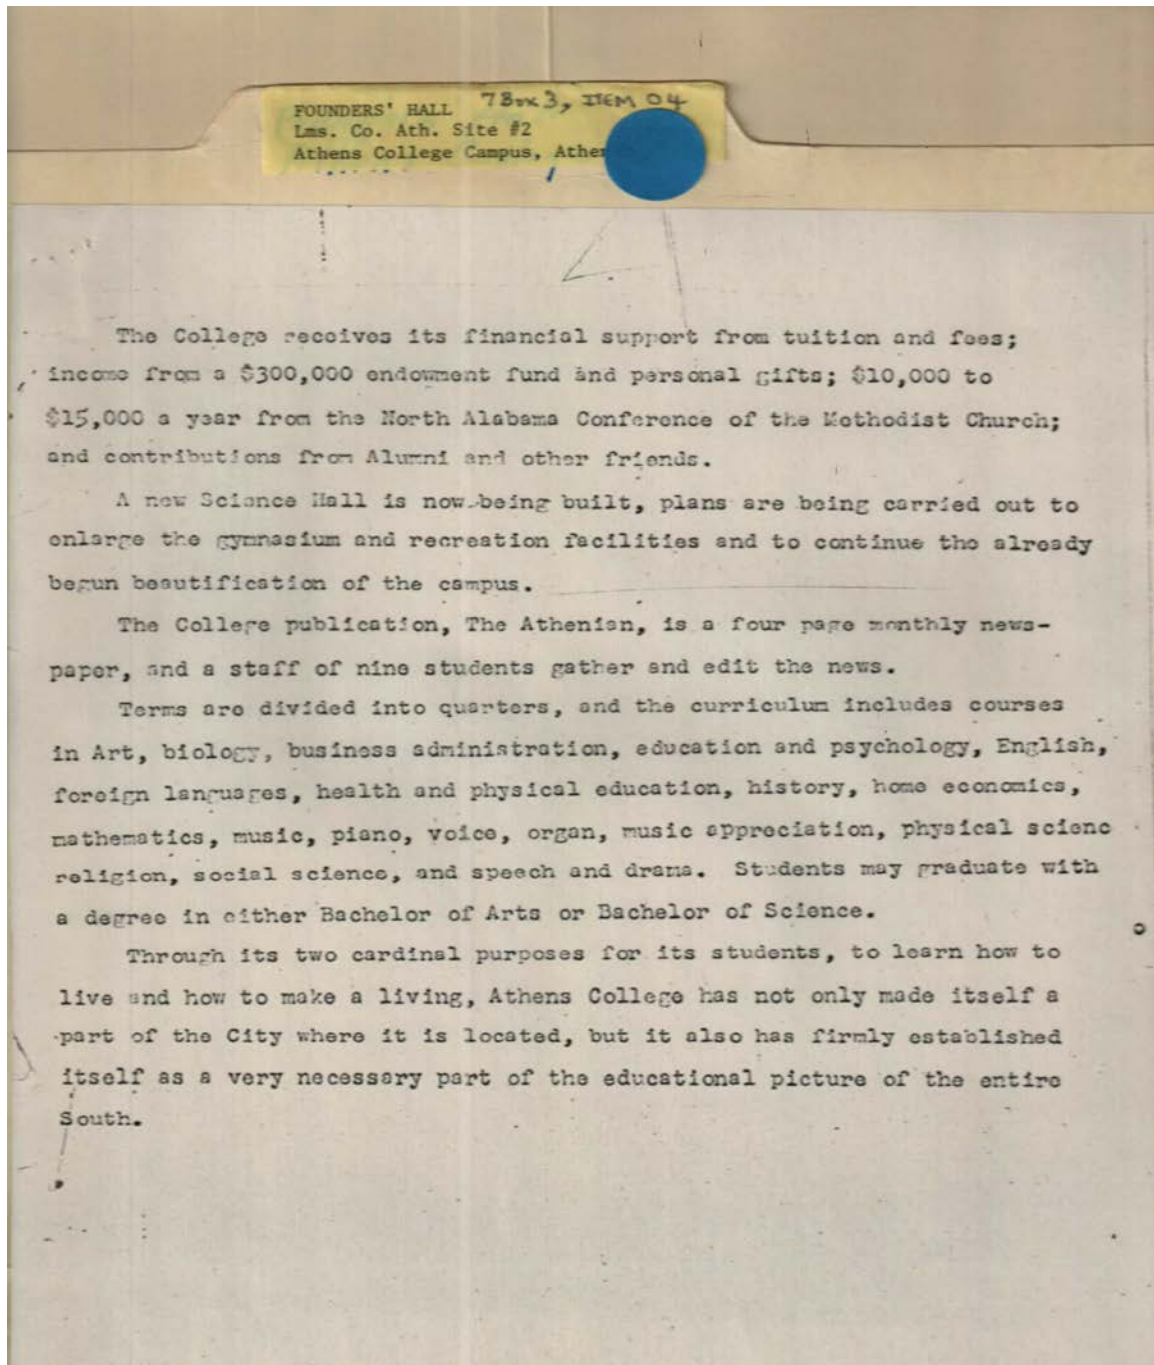 FOUNDERS' HALL 7Box 3, ITEM 04
Lms. Co. Ath. Site #2
Athens College Campus, Athen
The College receives its financial support from tuition and fees;
income from a $300,000 endowment fund and personal gifts; $10,000 to
$15,000 a year from the North Alabama Conference of the Methodist Church;
and contributions from Alumni and other friends.
A new Science Hall is now being built, plans are being carried out to
enlarge the gymnasium and recreation facilities and to continue the already
begun beautification of the campus.
The College publication, The Athenian, is a four page monthly news-
paper, and a staff of nine students gather and edit the news.
Terms are divided into quarters, and the curriculum includes courses
in Art, biology, business administration, education and psychology, English,
foreign languages, health and physical education, history, home economics,
mathematics, music, piano, voice, organ, music appreciation, physical scienc
religion, social science, and speech and drama. Students may graduate with
a degree in either Bachelor of Arts or Bachelor of Science.
Through its two cardinal purposes for its students, to learn how to
live and how to make a living, Athens College has not only made itself a
part of the City where it is located, but it also has firmly established
itself as a very necessary part of the educational picture of the entire
South.